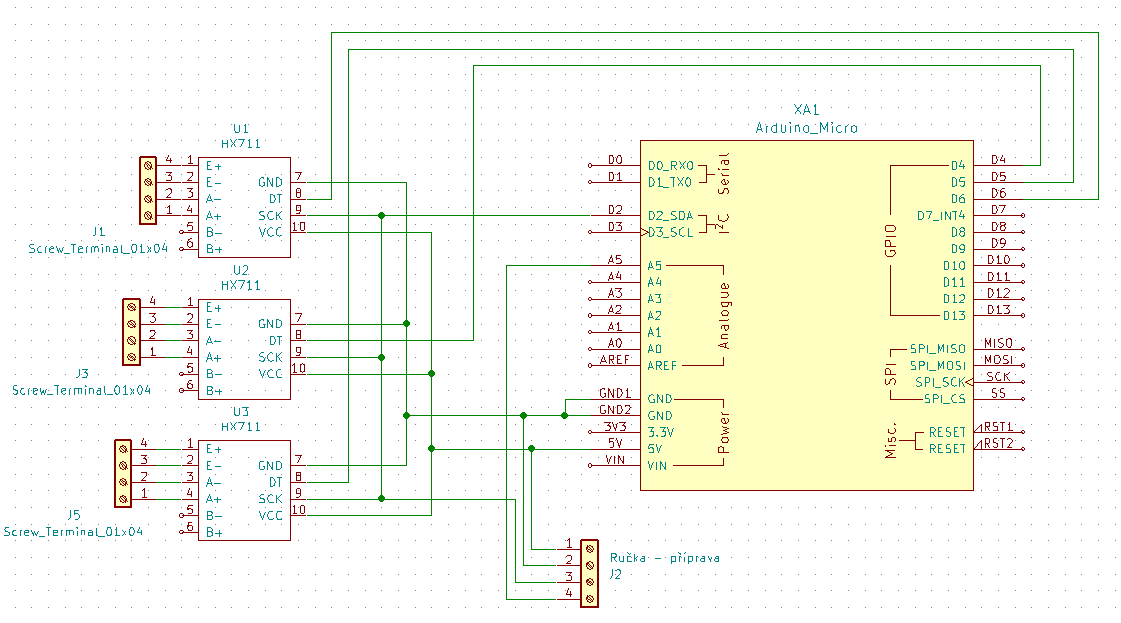 XA1
Arduino_Micro
U1
HX711
4 1 E+
3 2 E- GND 7
2 3 A- DT 8
1 4 A+ SCK 9
5 B- VCC 10
6 B+
J1
Screw_Terminal_01x04
U2
HX711
4 1 E+
3 2 E- GND 7
2 3 A- DT 8
1 4 A+ SCK 9
5 B- VCC 10
6 B+
J3
Screw_Terminal_01x04
U3
HX711
4 1 E+
3 2 E- GND 7
2 3 A- DT 8
1 4 A+ SCK 9
5 B- VCC 10
6 B+
J5
Screw_Terminal_01x04
D0 D0_RX0
D1 D1_TX0
Serial
D2 D2_SDA
D3 D3_SCL
I²C
A5 A5
A4 A4
A3 A3
A2 A2
A1 A1
A0 A0
AREF AREF
Analogue
GND1 GND
GND2 GND
3V3 3.3V
5V 5V
VIN VIN
Power
D4 D4
D5 D5
D6 D6
D7_INT4 D7
D8 D8
D9 D9
D10 D10
D11 D11
D12 D12
D13 D13
GPIO
SPI_MISO MISO
SPI_MOSI MOSI
SPI_SCK SCK
SPI_CS SS
SPI
RESET RST1
RESET RST2
Misc.
1
2
3
4
Ručka - příprava
J2